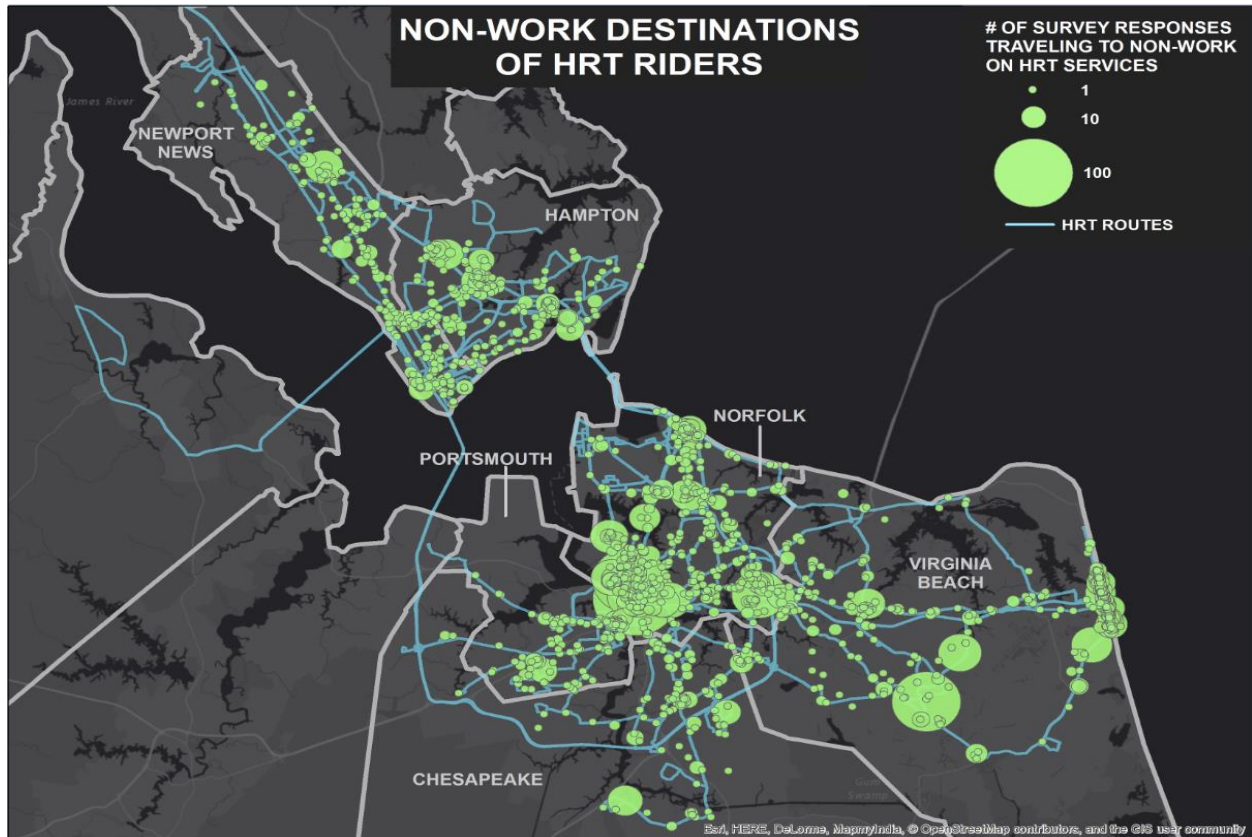 NON-WORK DESTINATIONS
OF HRT RIDERS
# OF SURVEY RESPONSES
TRAVELING TO NON-WORK
ON HRT SERVICES
1
10
100
HRT ROUTES
James River
NEWPORT
NEWS
HAMPTON
NORFOLK
PORTSMOUTH
VIRGINIA
BEACH
CHESAPEAKE
Swamp
Esri, HERE, DeLorme, MapmyIndia, © OpenStreetMap contributors, and the GIS user community